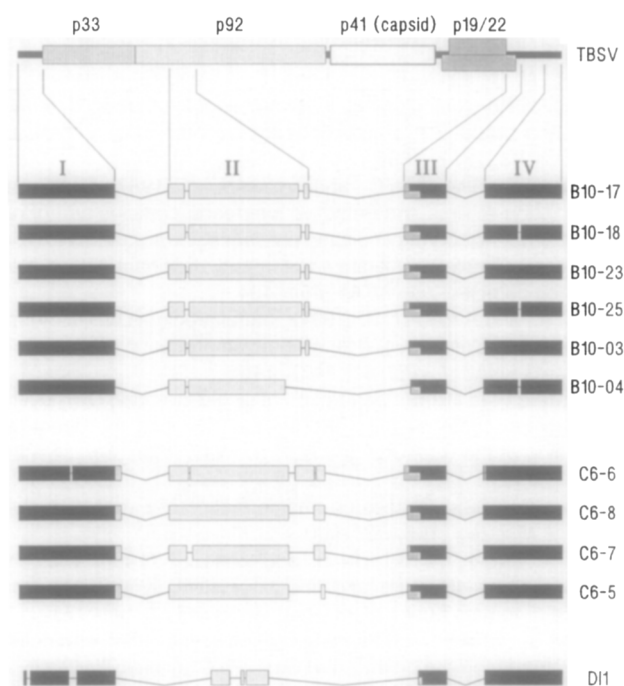 p33 p92 p41 (capsid) p19/22
TBSV
I II III IV
B10-17
B10-18
B10-23
B10-25
B10-03
B10-04
C6-6
C6-8
C6-7
C6-5
DI1